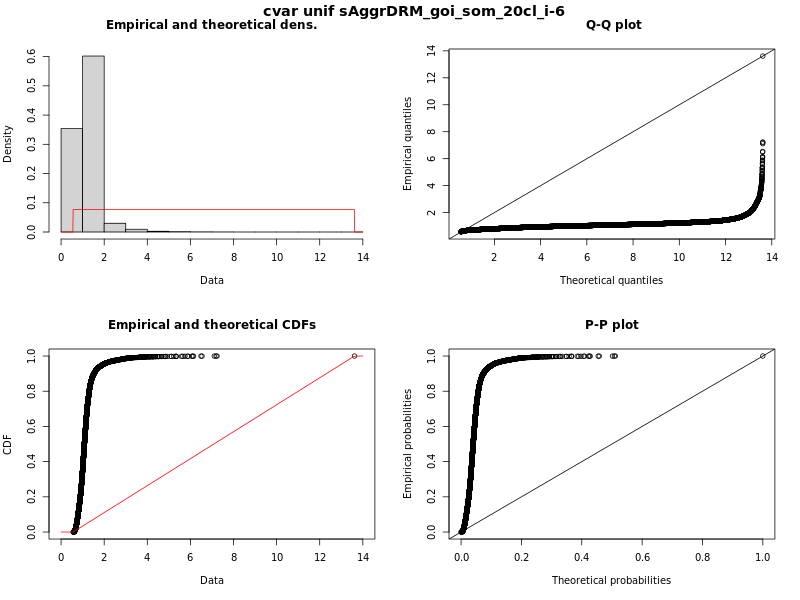 cvar unif sAggrDRM_goi_som_20cl_i-6
Empirical and theoretical dens.
Density
0.0 0.1 0.2 0.3 0.4 0.5 0.6
0 2 4 6 8 10 12 14
Data
Q-Q plot
Empirical quantiles
2 4 6 8 10 12 14
2 4 6 8 10 12 14
Theoretical quantiles
Empirical and theoretical CDFs
CDF
0.0 0.2 0.4 0.6 0.8 1.0
0 2 4 6 8 10 12 14
Data
P-P plot
Empirical probabilities
0.0 0.2 0.4 0.6 0.8 1.0
0.0 0.2 0.4 0.6 0.8 1.0
Theoretical probabilities